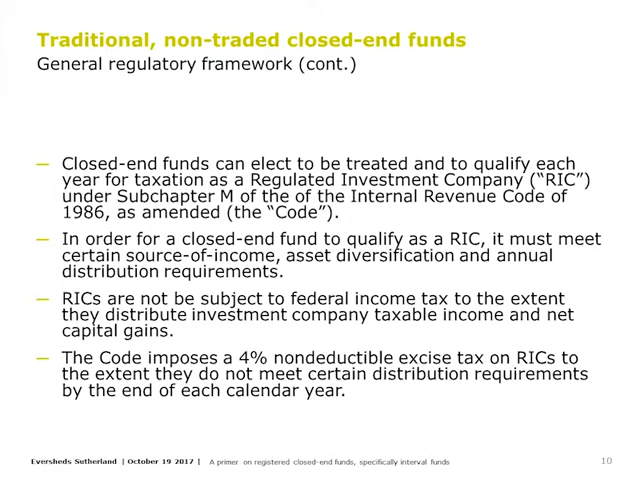 Traditional, non-traded closed-end funds
General regulatory framework (cont.)
— Closed-end funds can elect to be treated and to qualify each
year for taxation as a Regulated Investment Company (“RIC”)
under Subchapter M of the of the Internal Revenue Code of
1986, as amended (the “Code”).
— In order for a closed-end fund to qualify as a RIC, it must meet
certain source-of-income, asset diversification and annual
distribution requirements.
— RICs are not be subject to federal income tax to the extent
they distribute investment company taxable income and net
capital gains.
— The Code imposes a 4% nondeductible excise tax on RICs to
the extent they do not meet certain distribution requirements
by the end of each calendar year.
Eversheds Sutherland | October 19 2017 | A primer on registered closed-end funds, specifically interval funds 10